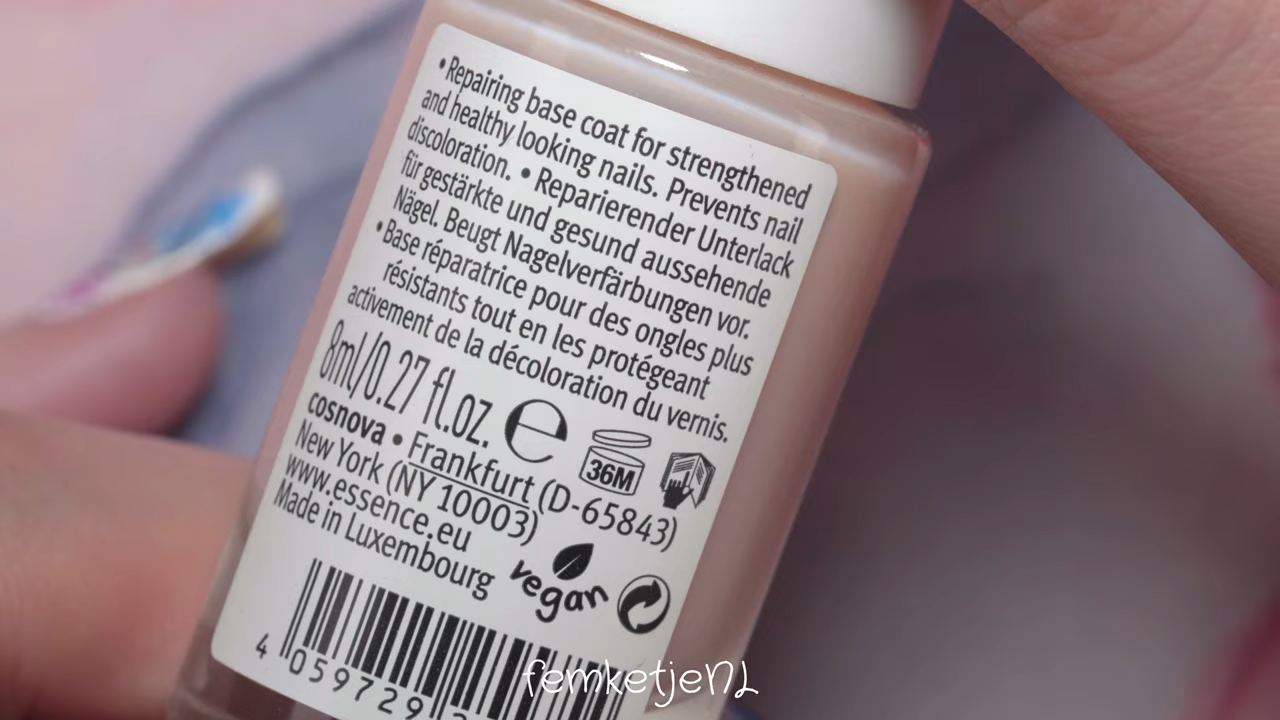 • Repairing base coat for strengthened
and healthy looking nails. Prevents nail
discoloration. • Reparierender Unterlack
für gestärkte und gesund aussehende
Nägel. Beugt Nagelverfärbungen vor.
• Base réparatrice pour des ongles plus
résistants tout en les protégeant
activement de la décoloration du vernis.
8ml/0.27 fl.oz. e 36M
cosnova • Frankfurt (D-65843)
New York (NY 10003)
www.essence.eu
Made in Luxembourg
vegan
4 059729
femketjeNL